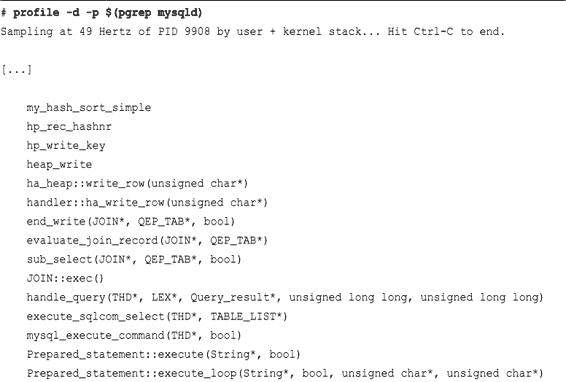 # profile -d -p $(pgrep mysqld)
Sampling at 49 Hertz of PID 9908 by user + kernel stack... Hit Ctrl-C to end.
[...]
my_hash_sort_simple
hp_rec_hashnr
hp_write_key
heap_write
ha_heap::write_row(unsigned char*)
handler::ha_write_row(unsigned char*)
end_write(JOIN*, QEP_TAB*, bool)
evaluate_join_record(JOIN*, QEP_TAB*)
sub_select(JOIN*, QEP_TAB*, bool)
JOIN::exec()
handle_query(THD*, LEX*, Query_result*, unsigned long long, unsigned long long)
execute_sqlcom_select(THD*, TABLE_LIST*)
mysql_execute_command(THD*, bool)
Prepared_statement::execute(String*, bool)
Prepared_statement::execute_loop(String*, bool, unsigned char*, unsigned char*)